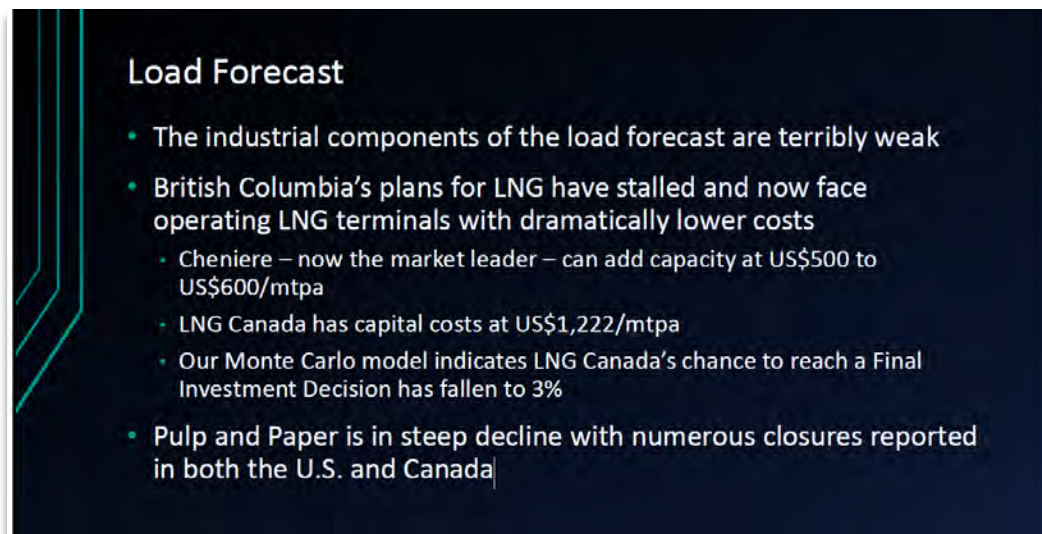 Load Forecast
• The industrial components of the load forecast are terribly weak
• British Columbia’s plans for LNG have stalled and now face
operating LNG terminals with dramatically lower costs
• Cheniere – now the market leader – can add capacity at US$500 to
US$600/mtpa
• LNG Canada has capital costs at US$1,222/mtpa
• Our Monte Carlo model indicates LNG Canada’s chance to reach a Final
Investment Decision has fallen to 3%
• Pulp and Paper is in steep decline with numerous closures reported
in both the U.S. and Canada